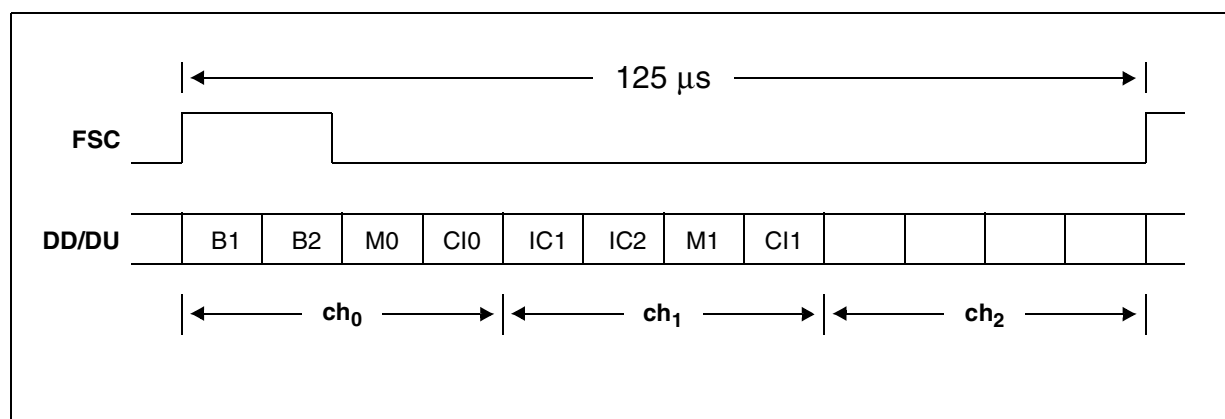 125 µs
FSC
DD/DU B1 B2 M0 CI0 IC1 IC2 M1 CI1
ch0 ch1 ch2